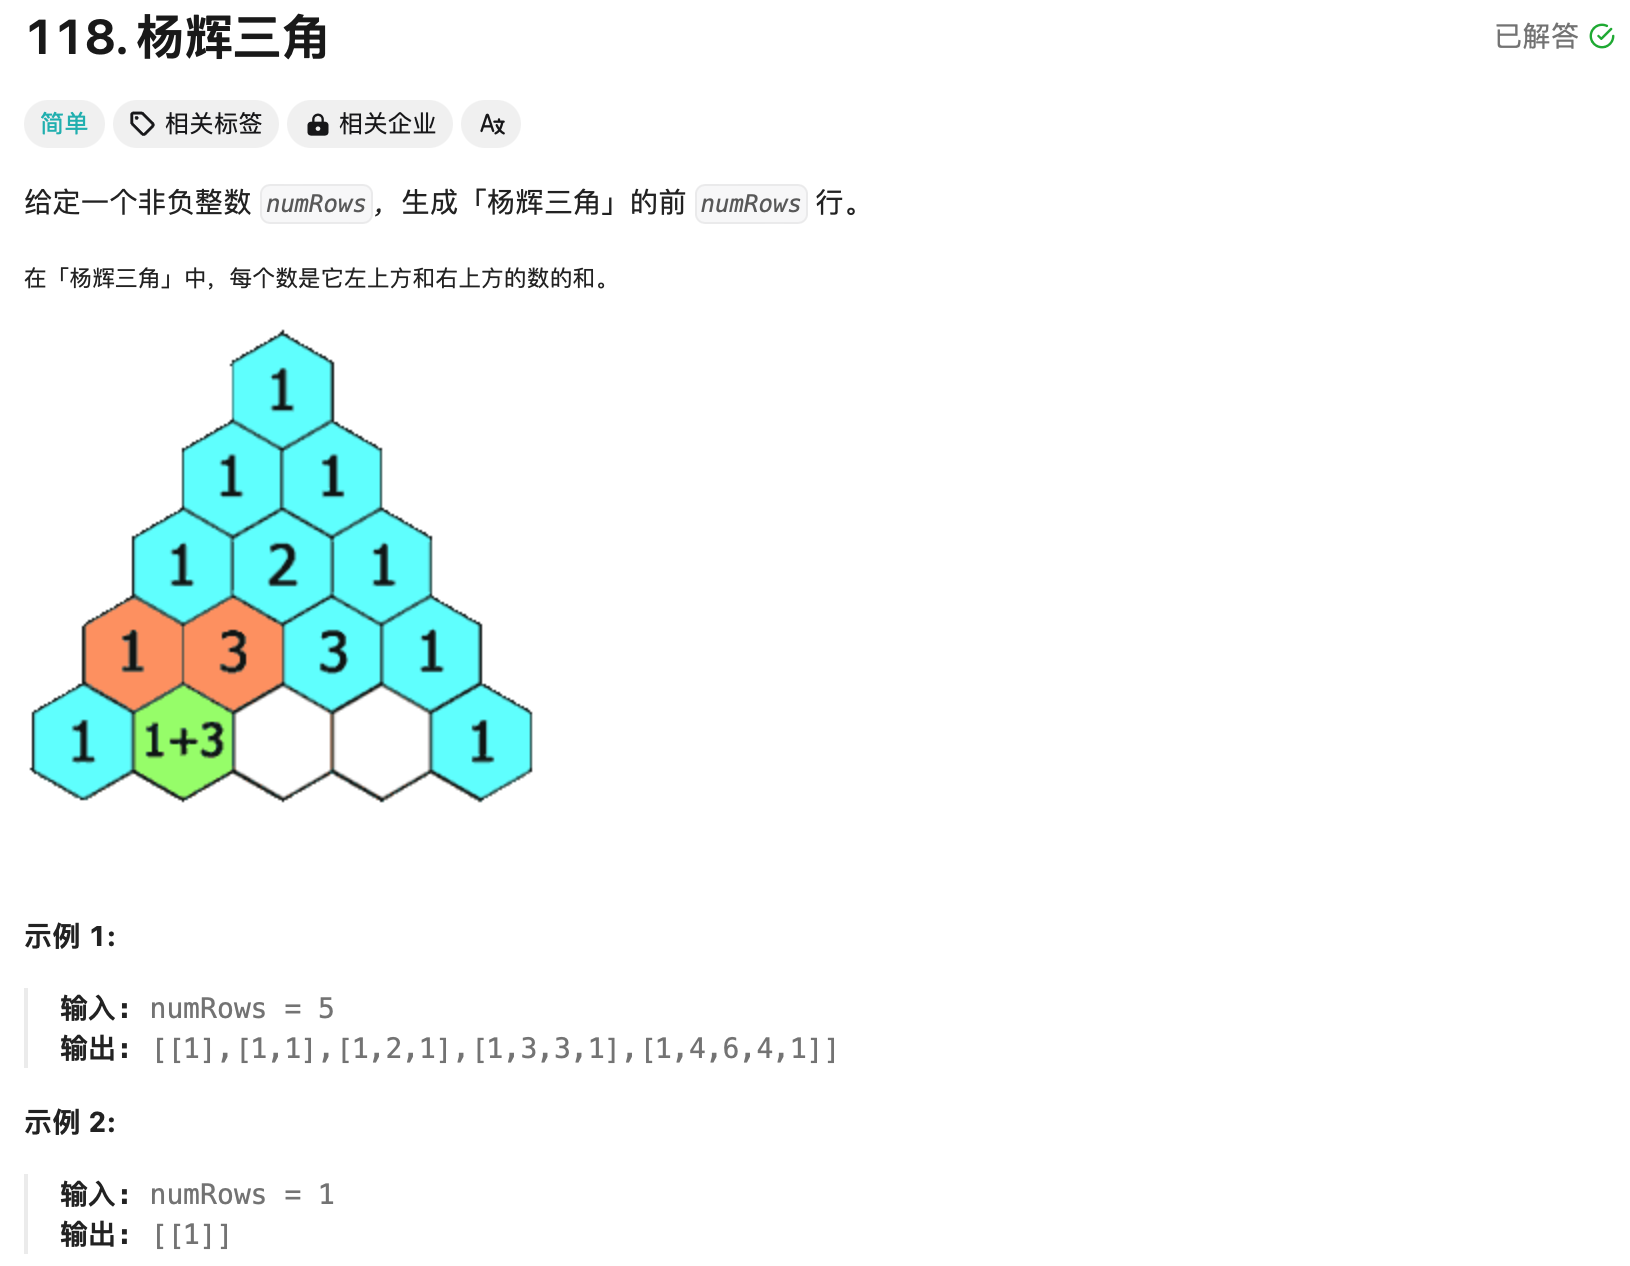 118. 杨辉三角
已解答
简单 相关标签 相关企业 A文
给定一个非负整数 numRows，生成「杨辉三角」的前 numRows 行。
在「杨辉三角」中，每个数是它左上方和右上方的数的和。
1
1 1
1 2 1
1 3 3 1
1 1+3 1
示例 1:
输入: numRows = 5
输出: [[1],[1,1],[1,2,1],[1,3,3,1],[1,4,6,4,1]]
示例 2:
输入: numRows = 1
输出: [[1]]